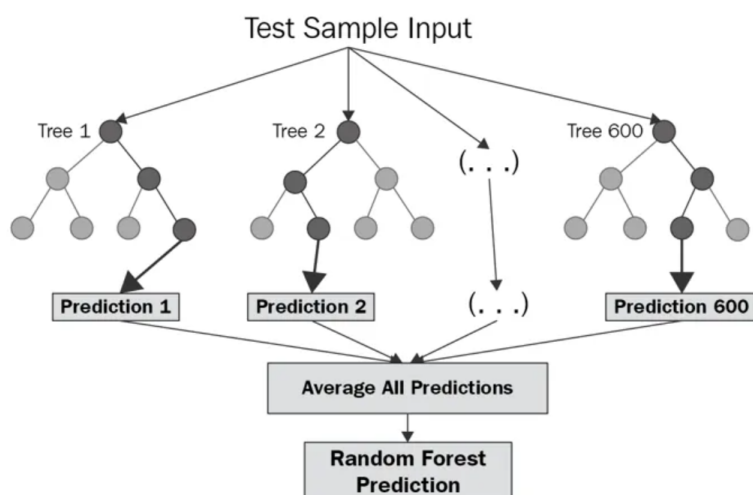 Test Sample Input
Tree 1
Tree 2
Tree 600
(. . .)
Prediction 1
Prediction 2
(. . .)
Prediction 600
Average All Predictions
Random Forest
Prediction